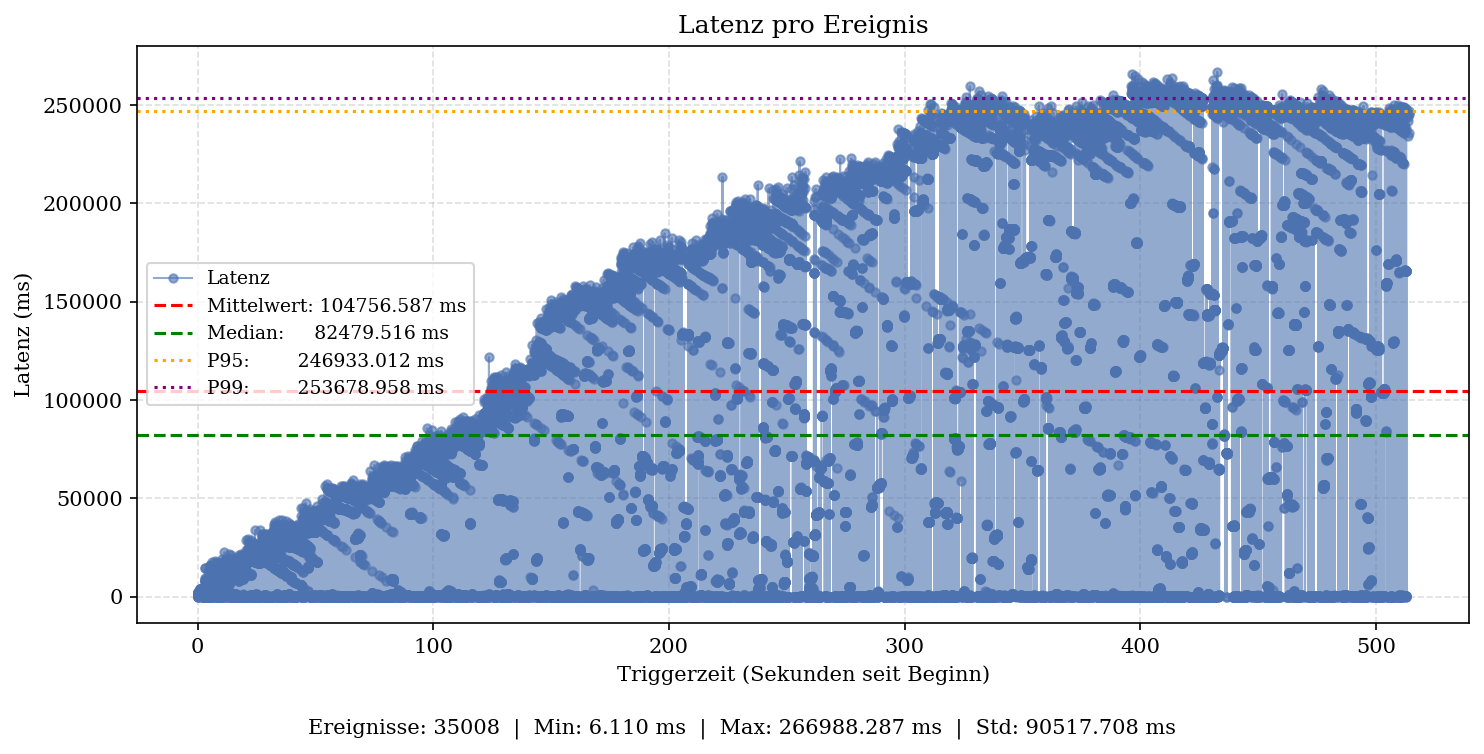 Latenz pro Ereignis
Latenz (ms)
250000
200000
150000
100000
50000
0
Latenz
Mittelwert: 104756.587 ms
Median: 82479.516 ms
P95: 246933.012 ms
P99: 253678.958 ms
0 100 200 300 400 500
Triggerzeit (Sekunden seit Beginn)
Ereignisse: 35008 | Min: 6.110 ms | Max: 266988.287 ms | Std: 90517.708 ms